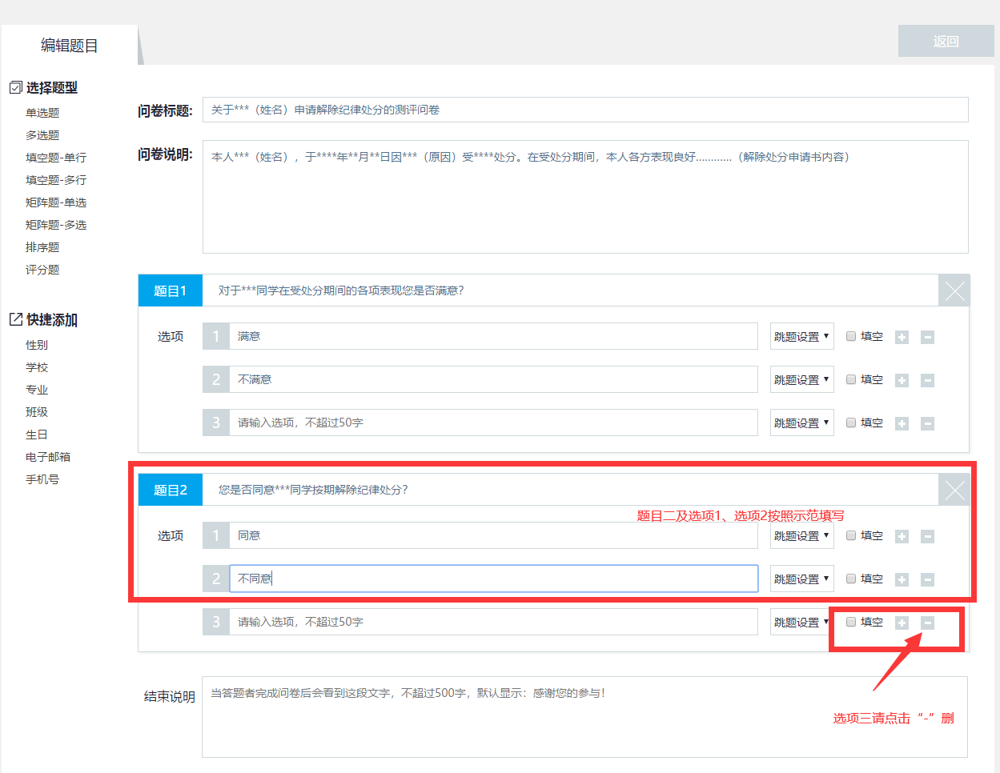 编辑题目
返回
选择题型
单选题
多选题
填空题-单行
填空题-多行
矩阵题-单选
矩阵题-多选
排序题
评分题
快捷添加
性别
学校
专业
班级
生日
电子邮箱
手机号
问卷标题:
关于***（姓名）申请解除纪律处分的测评问卷
问卷说明:
本人***（姓名），于****年**月**日因***（原因）受****处分。在受处分期间，本人各方表现良好…………（解除处分申请书内容）
题目1
对于***同学在受处分期间的各项表现您是否满意？
选项
1 满意 跳题设置 填空
2 不满意 跳题设置 填空
3 请输入选项，不超过50字 跳题设置 填空
题目2
您是否同意***同学按期解除纪律处分？
题目二及选项1、选项2按照示范填写
选项
1 同意 跳题设置 填空
2 不同意 跳题设置 填空
3 请输入选项，不超过50字 跳题设置 填空
结束说明
当答题者完成问卷后会看到这段文字，不超过500字，默认显示：感谢您的参与！
选项三请点击“-”删